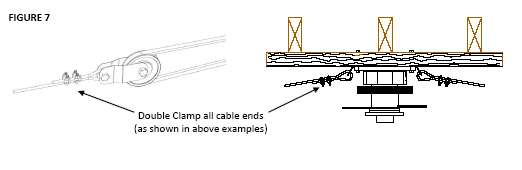 FIGURE 7
Double Clamp all cable ends
(as shown in above examples)